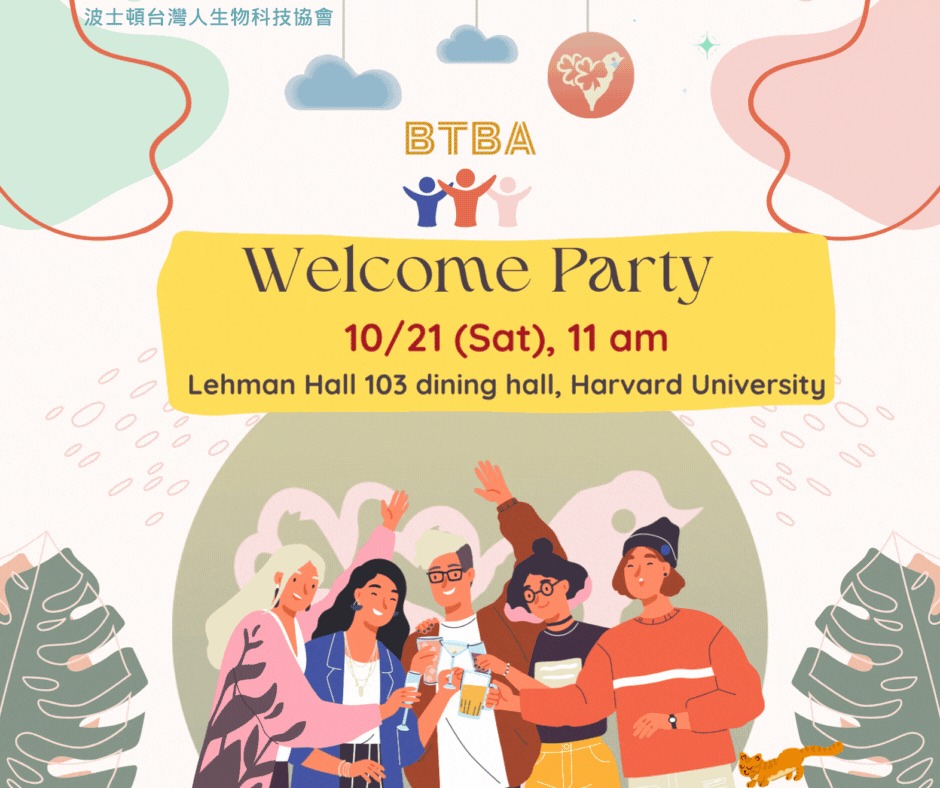 波士頓台灣人生物科技協會
BTBA
Welcome Party
10/21 (Sat), 11 am
Lehman Hall 103 dining hall, Harvard University